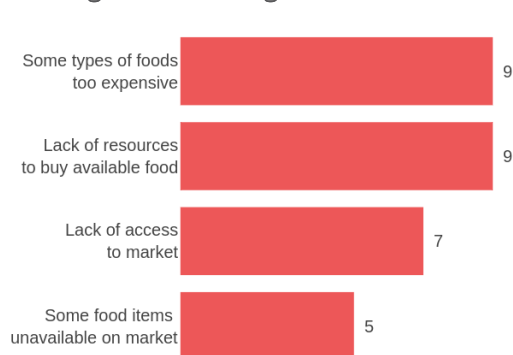 Some types of foods
too expensive
9
Lack of resources
to buy available food
9
Lack of access
to market
7
Some food items
unavailable on market
5